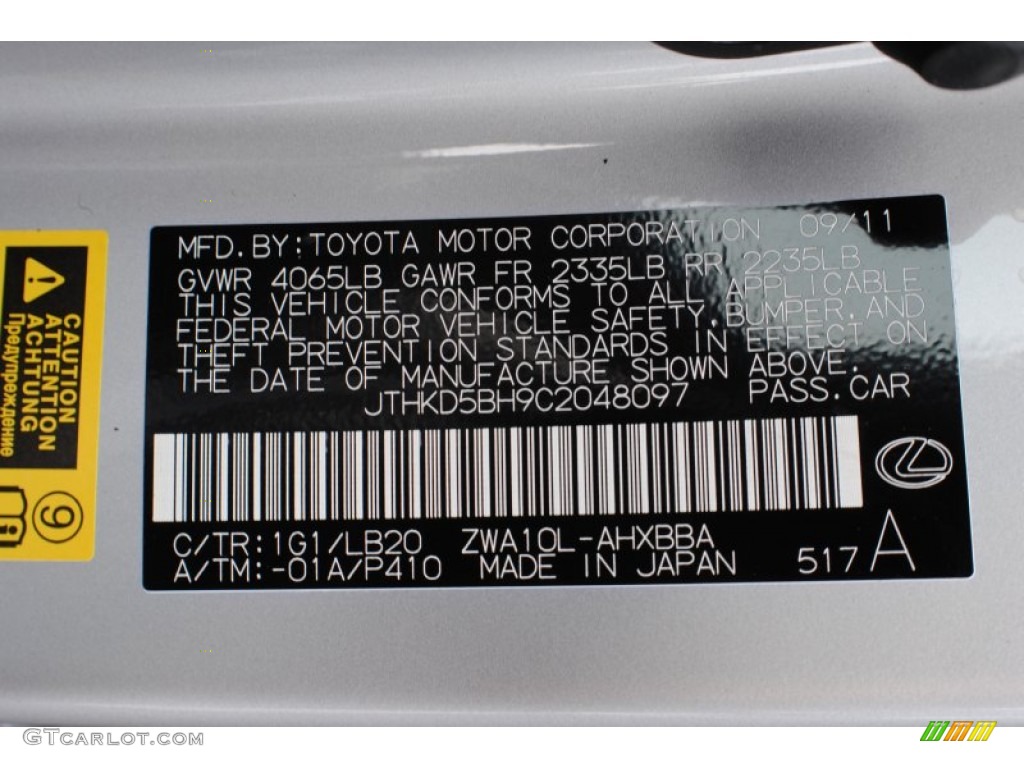 MFD. BY: TOYOTA MOTOR CORPORATION 09/11
GVWR 4065LB GAWR FR 2335LB RR 2235LB
THIS VEHICLE CONFORMS TO ALL APPLICABLE
FEDERAL MOTOR VEHICLE SAFETY, BUMPER, AND
THEFT PREVENTION STANDARDS IN EFFECT ON
THE DATE OF MANUFACTURE SHOWN ABOVE.
JTHKD5BH9C2048097 PASS. CAR
C/TR: 1G1/LB20 ZWA10L-AHXBBA
A/TM: -01A/P410 MADE IN JAPAN 517 A
CAUTION
ATTENTION
ACHTUNG
Предупреждение
9
GTCARLOT.COM